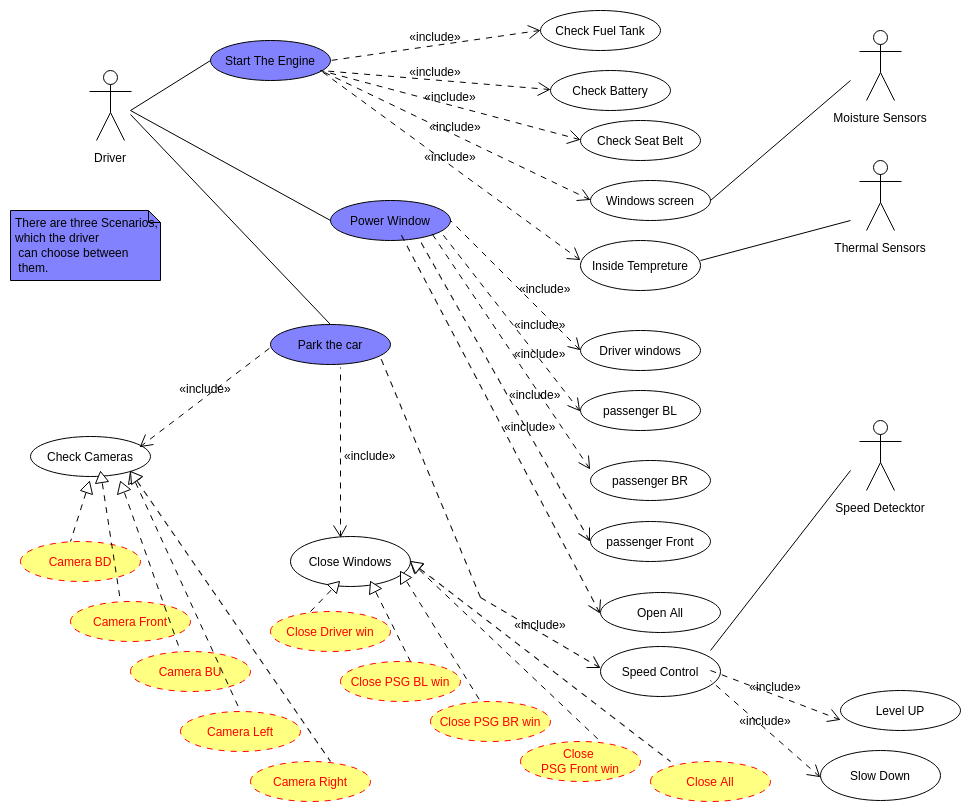 «include»
Check Fuel Tank
Start The Engine
«include»
Check Battery
«include»
Moisture Sensors
«include»
Check Seat Belt
Driver
«include»
Windows screen
There are three Scenarios,
which the driver
can choose between
them.
Power Window
Thermal Sensors
Inside Tempreture
«include»
«include»
Park the car
Driver windows
«include»
«include»
«include»
passenger BL
«include»
Check Cameras
«include»
passenger BR
Speed Detecktor
passenger Front
Camera BD
Close Windows
Camera Front
Open All
Close Driver win
«include»
Camera BU
Close PSG BL win
Speed Control
«include»
Level UP
Camera Left
Close PSG BR win
«include»
Close
PSG Front win
Camera Right
Close All
Slow Down